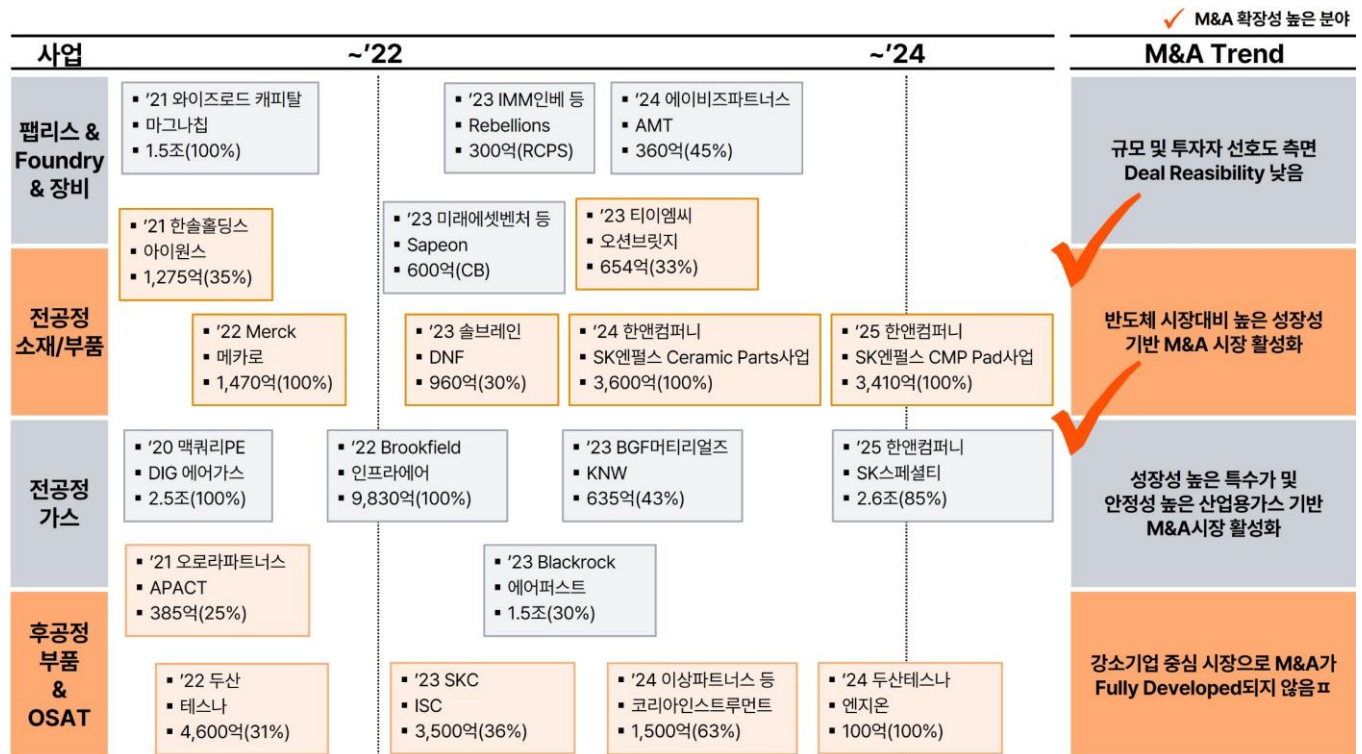 ✓ M&A 확장성 높은 분야
사업
~'22
~'24
M&A Trend
팹리스 &
Foundry
& 장비
▪ '21 와이즈로드 캐피탈
▪ 마그나칩
▪ 1.5조(100%)
▪ '23 IMM인베 등
▪ Rebellions
▪ 300억(RCPS)
▪ '24 에이비즈파트너스
▪ AMT
▪ 360억(45%)
▪ '23 미래에셋벤처 등
▪ Sapeon
▪ 600억(CB)
규모 및 투자자 선호도 측면
Deal Reasibility 낮음
전공정
소재/부품
▪ '21 한솔홀딩스
▪ 아이원스
▪ 1,275억(35%)
▪ '23 티이엠씨
▪ 오션브릿지
▪ 654억(33%)
▪ '22 Merck
▪ 메카로
▪ 1,470억(100%)
▪ '23 솔브레인
▪ DNF
▪ 960억(30%)
▪ '24 한앤컴퍼니
▪ SK엔펄스 Ceramic Parts사업
▪ 3,600억(100%)
▪ '25 한앤컴퍼니
▪ SK엔펄스 CMP Pad사업
▪ 3,410억(100%)
반도체 시장대비 높은 성장성
기반 M&A 시장 활성화
전공정
가스
▪ '20 맥쿼리PE
▪ DIG 에어가스
▪ 2.5조(100%)
▪ '22 Brookfield
▪ 인프라에어
▪ 9,830억(100%)
▪ '23 BGF머티리얼즈
▪ KNW
▪ 635억(43%)
▪ '25 한앤컴퍼니
▪ SK스페셜티
▪ 2.6조(85%)
▪ '23 Blackrock
▪ 에어퍼스트
▪ 1.5조(30%)
성장성 높은 특수가 및
안정성 높은 산업용가스 기반
M&A시장 활성화
후공정
부품
&
OSAT
▪ '21 오로라파트너스
▪ APACT
▪ 385억(25%)
▪ '22 두산
▪ 테스나
▪ 4,600억(31%)
▪ '23 SKC
▪ ISC
▪ 3,500억(36%)
▪ '24 이상파트너스 등
▪ 코리아인스트루먼트
▪ 1,500억(63%)
▪ '24 두산테스나
▪ 엔지온
▪ 100억(100%)
강소기업 중심 시장으로 M&A가
Fully Developed되지 않음ㅍ